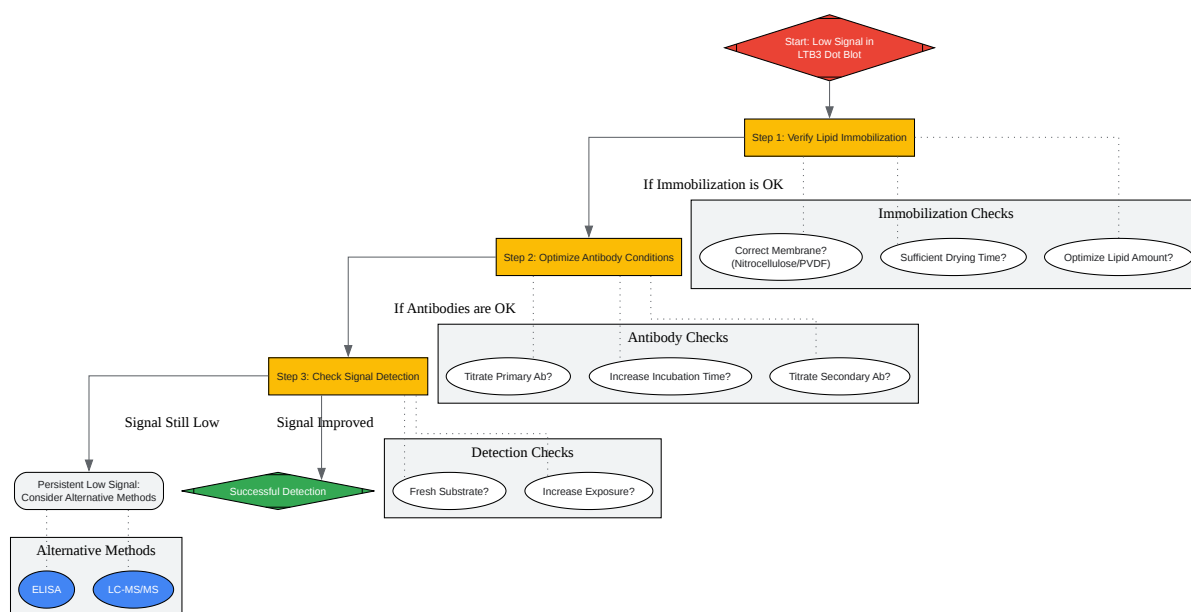 Start: Low Signal in
LTB3 Dot Blot
Step 1: Verify Lipid Immobilization
If Immobilization is OK
Immobilization Checks
Correct Membrane?
(Nitrocellulose/PVDF)
Sufficient Drying Time?
Optimize Lipid Amount?
Step 2: Optimize Antibody Conditions
If Antibodies are OK
Antibody Checks
Titrate Primary Ab?
Increase Incubation Time?
Titrate Secondary Ab?
Step 3: Check Signal Detection
Signal Still Low
Signal Improved
Detection Checks
Fresh Substrate?
Increase Exposure?
Persistent Low Signal:
Consider Alternative Methods
Successful Detection
Alternative Methods
ELISA
LC-MS/MS